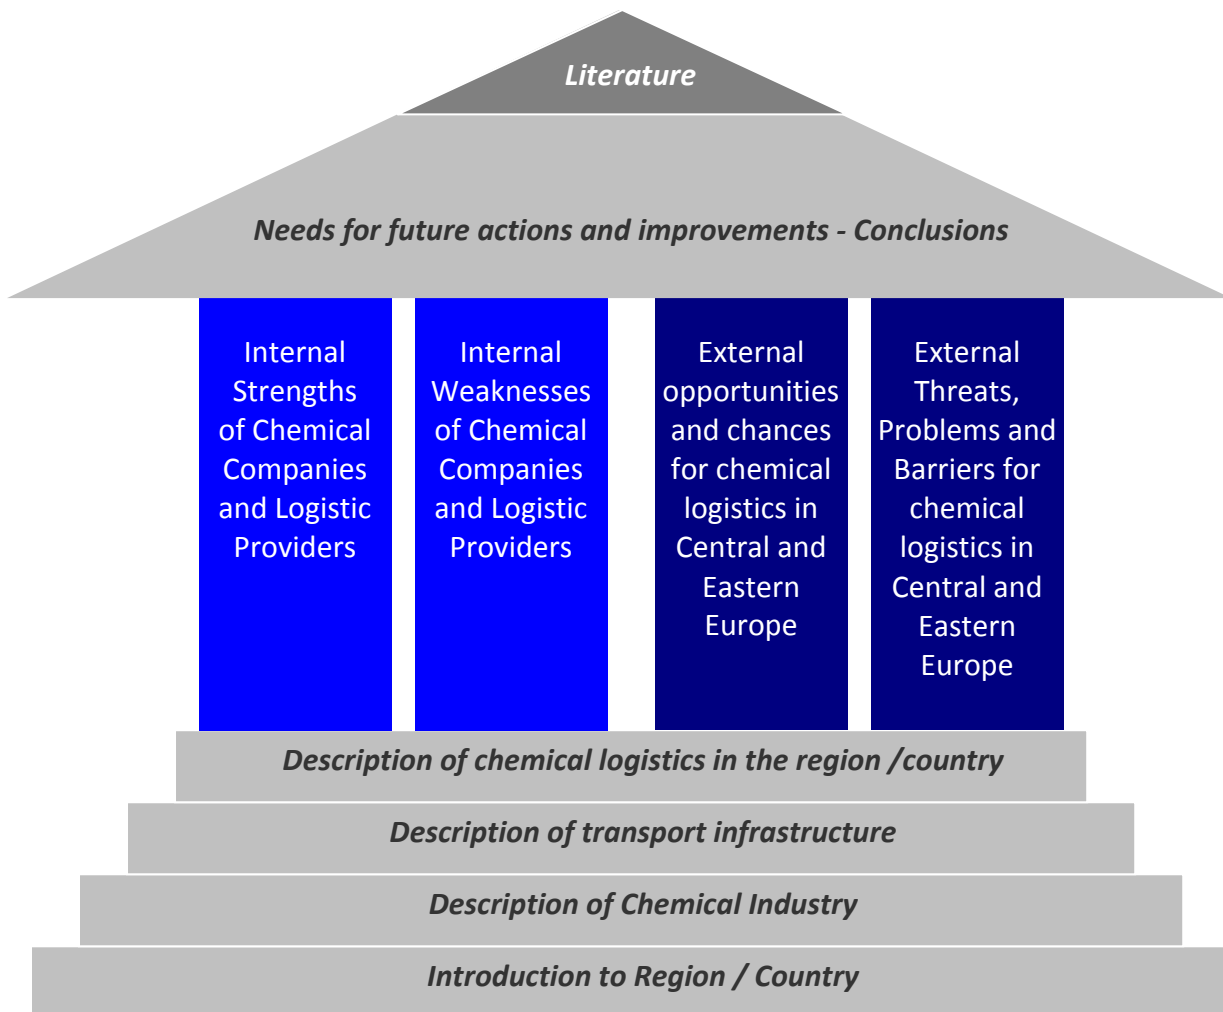 Literature
Needs for future actions and improvements - Conclusions
Internal
Strengths
of Chemical
Companies
and Logistic
Providers
Internal
Weaknesses
of Chemical
Companies
and Logistic
Providers
External
opportunities
and chances
for chemical
logistics in
Central and
Eastern
Europe
External
Threats,
Problems and
Barriers for
chemical
logistics in
Central and
Eastern
Europe
Description of chemical logistics in the region /country
Description of transport infrastructure
Description of Chemical Industry
Introduction to Region / Country